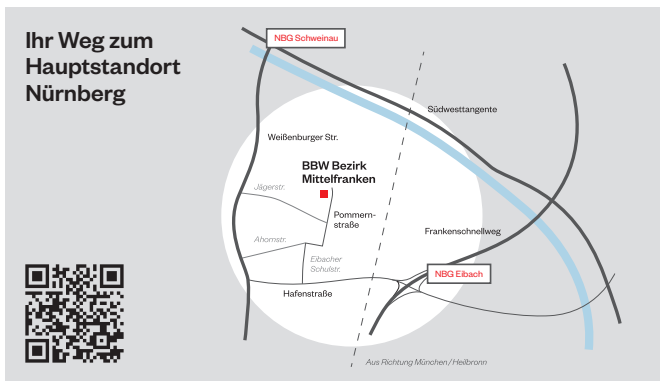 Ihr Weg zum
Hauptstandort
Nürnberg
NBG Schweinau
Südwesttangente
Weißenburger Str.
BBW Bezirk
Mittelfranken
Jägerstr.
Pommern-
straße
Frankenschnellweg
Ahornstr.
Eibacher
Schulstr.
NBG Eibach
Hafenstraße
Aus Richtung München / Heilbronn